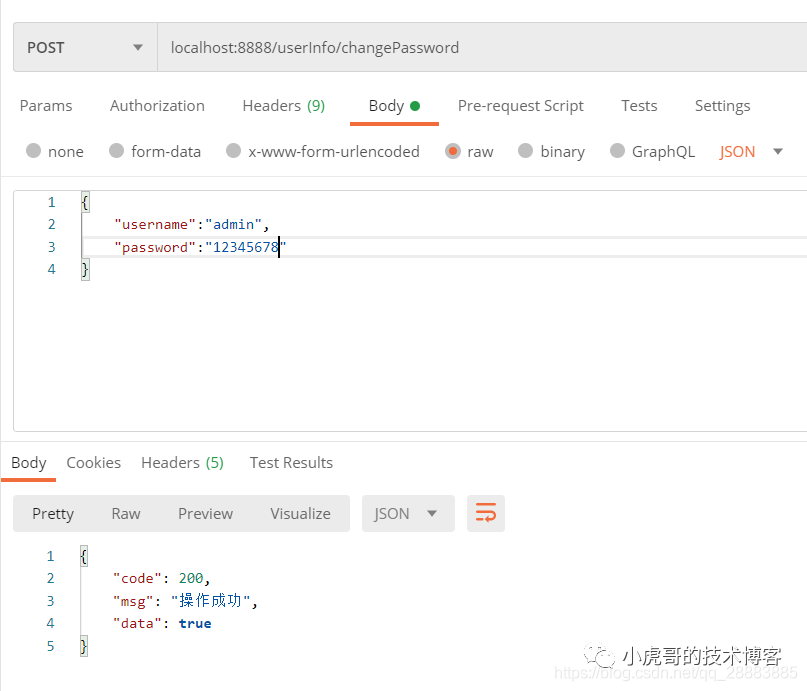 POST localhost:8888/userInfo/changePassword
Params Authorization Headers (9) Body Pre-request Script Tests Settings
none form-data x-www-form-urlencoded raw binary GraphQL JSON
1 {
2 "username":"admin",
3 "password":"12345678"
4 }
Body Cookies Headers (5) Test Results
Pretty Raw Preview Visualize JSON
1 {
2 "code": 200,
3 "msg": "操作成功",
4 "data": true
5 }
小虎哥的技术博客
https://blog.csdn.net/qq_28883885